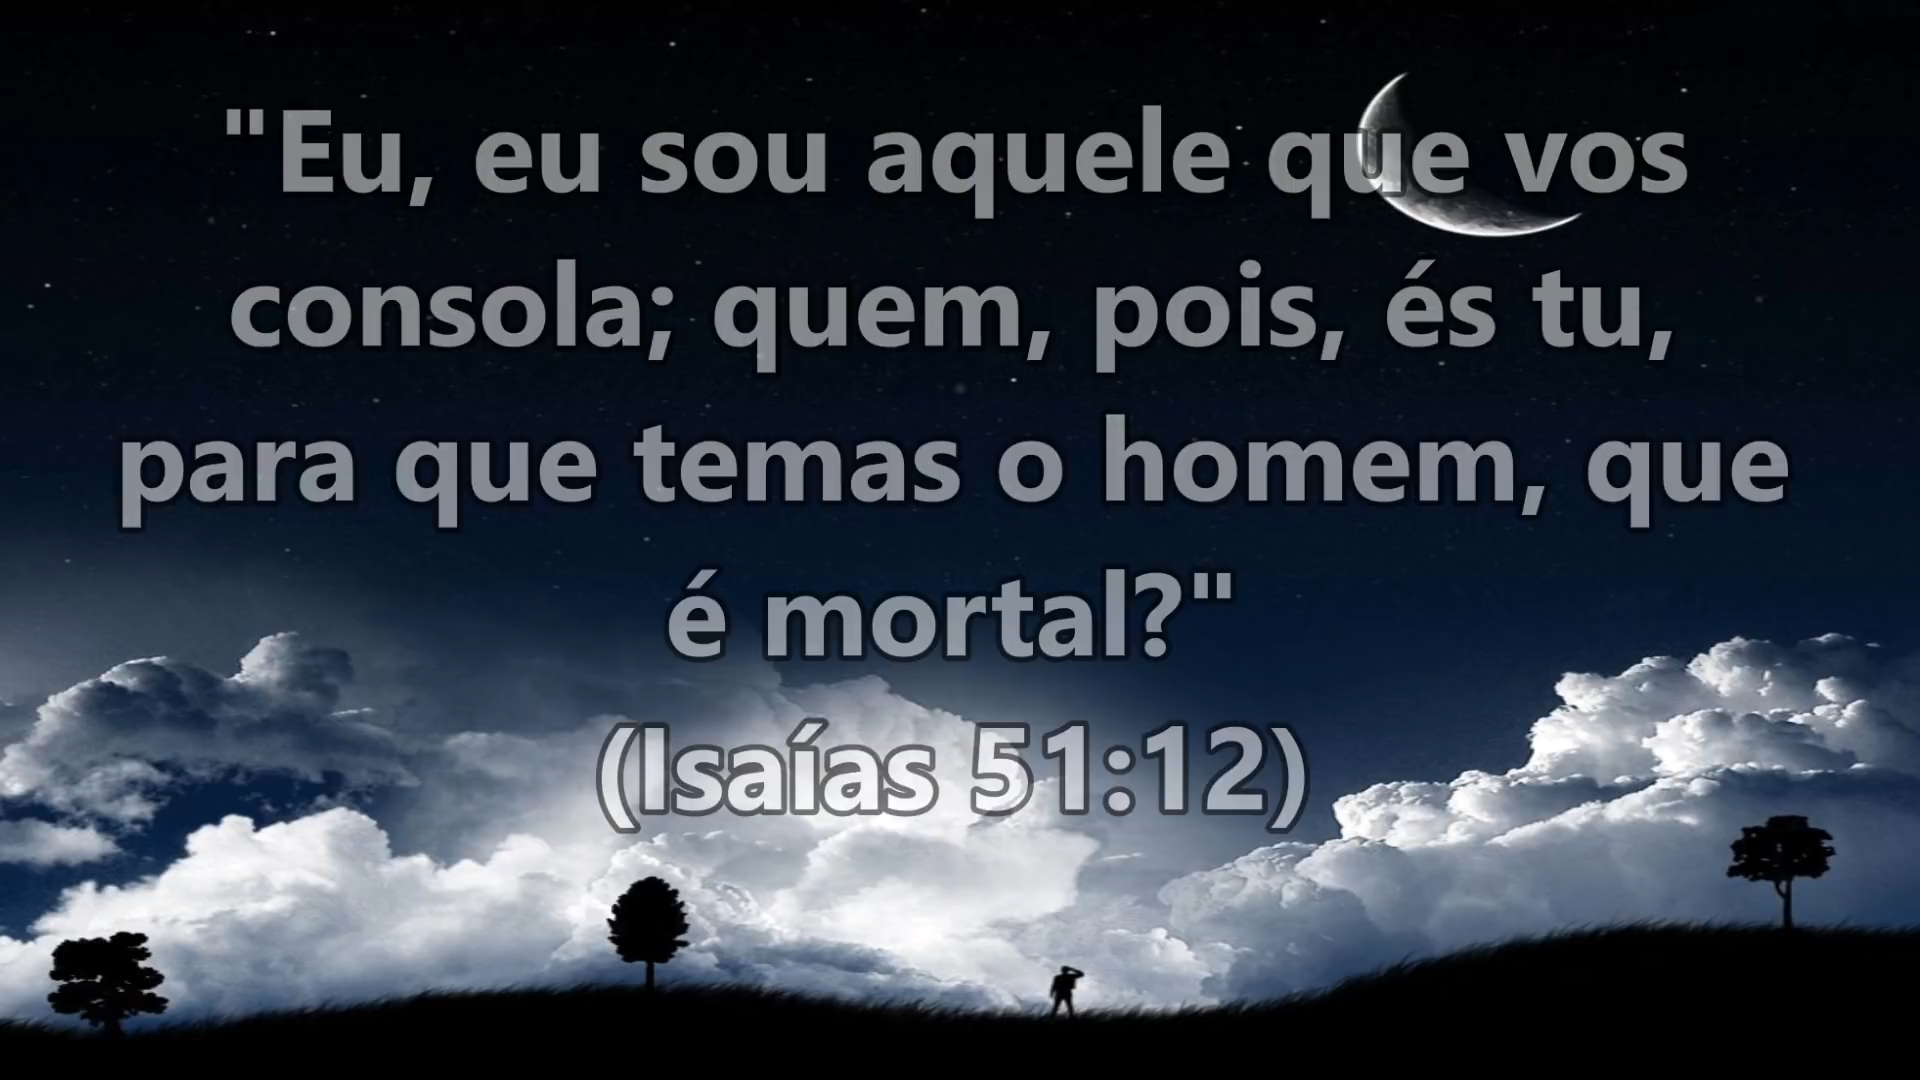 "Eu, eu sou aquele que vos
consola; quem, pois, és tu,
para que temas o homem, que
é mortal?"
(Isaías 51:12)